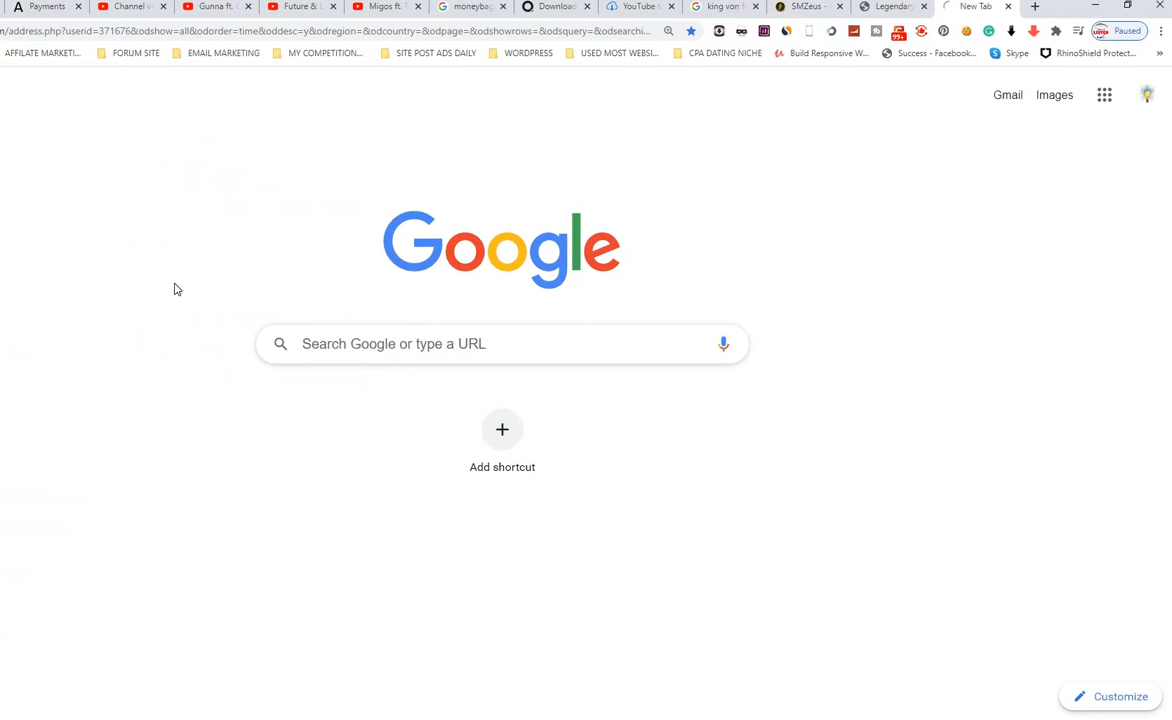 Payments Channel v Gunna ft. Future & L Migos ft. T moneybag Download YouTube t king von f SMZeus - Legendary New Tab
n/address.php?userid=371676&odshow=all&odorder=time&oddesc=y&odregion=&odcountry=&odpage=&odshowrows=&odsquery=&odsearchi... 99+ Paused
AFFILIATE MARKETI... FORUM SITE EMAIL MARKETING MY COMPETITION... SITE POST ADS DAILY WORDPRESS USED MOST WEBSI... CPA DATING NICHE Build Responsive W... Success - Facebook... Skype RhinoShield Protect... »
Gmail Images
Google
Search Google or type a URL
Add shortcut
Customize